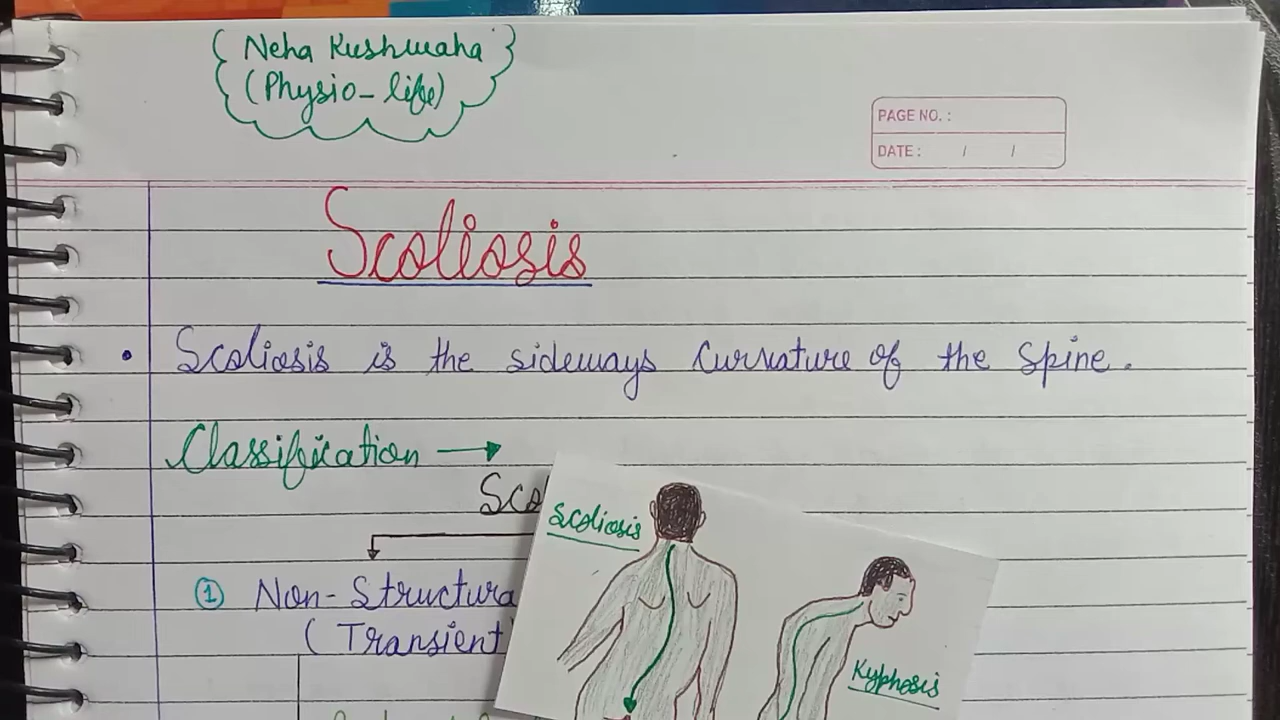 Neha Kushwaha
(Physio-life)
PAGE NO. :
DATE : / /
Scoliosis
• Scoliosis is the sideways Curvature of the Spine.
Classification →
Sco
Scoliosis
① Non-Structura
(Transient)
Kyphosis